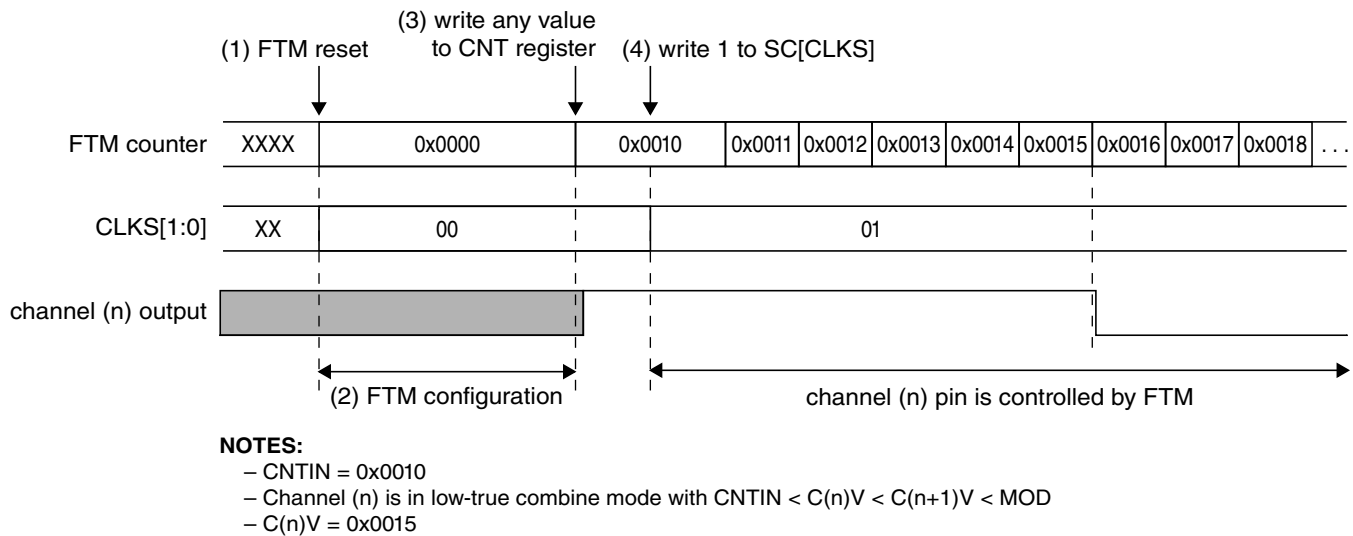 (3) write any value
(1) FTM reset to CNT register (4) write 1 to SC[CLKS]
FTM counter XXXX 0x0000 0x0010 0x0011 0x0012 0x0013 0x0014 0x0015 0x0016 0x0017 0x0018 . . .
CLKS[1:0] XX 00 01
channel (n) output
(2) FTM configuration channel (n) pin is controlled by FTM
NOTES:
– CNTIN = 0x0010
– Channel (n) is in low-true combine mode with CNTIN < C(n)V < C(n+1)V < MOD
– C(n)V = 0x0015